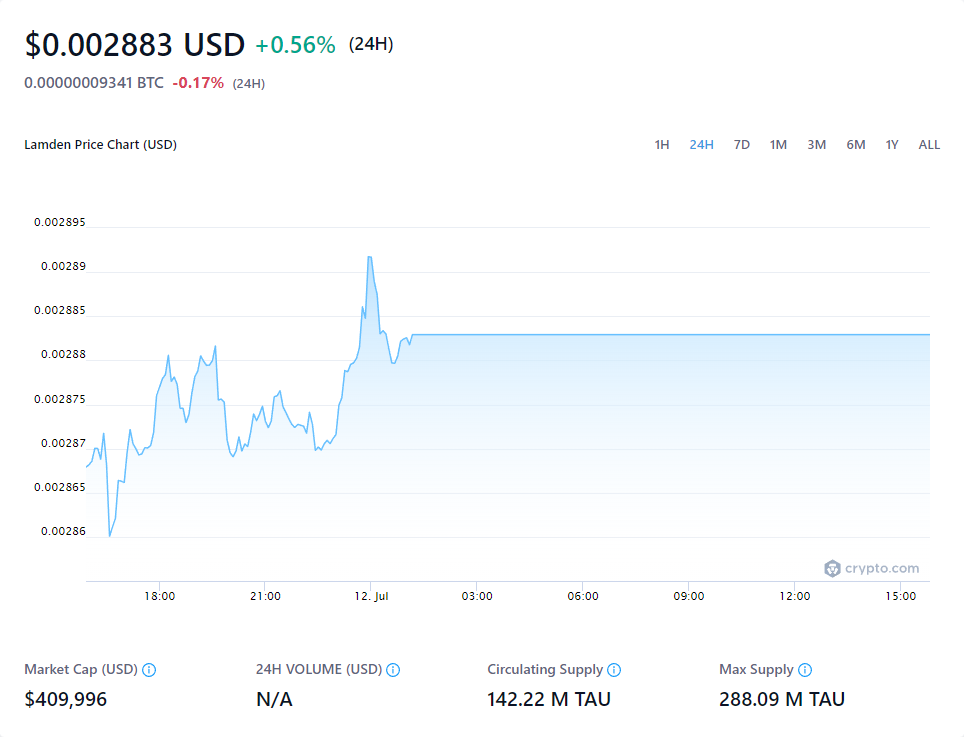 $0.002883 USD +0.56% (24H)
0.00000009341 BTC -0.17% (24H)
Lamden Price Chart (USD) 1H 24H 7D 1M 3M 6M 1Y ALL
0.002895
0.00289
0.002885
0.00288
0.002875
0.00287
0.002865
0.00286
crypto.com
18:00 21:00 12. Jul 03:00 06:00 09:00 12:00 15:00
Market Cap (USD) 24H VOLUME (USD) Circulating Supply Max Supply
$409,996 N/A 142.22 M TAU 288.09 M TAU